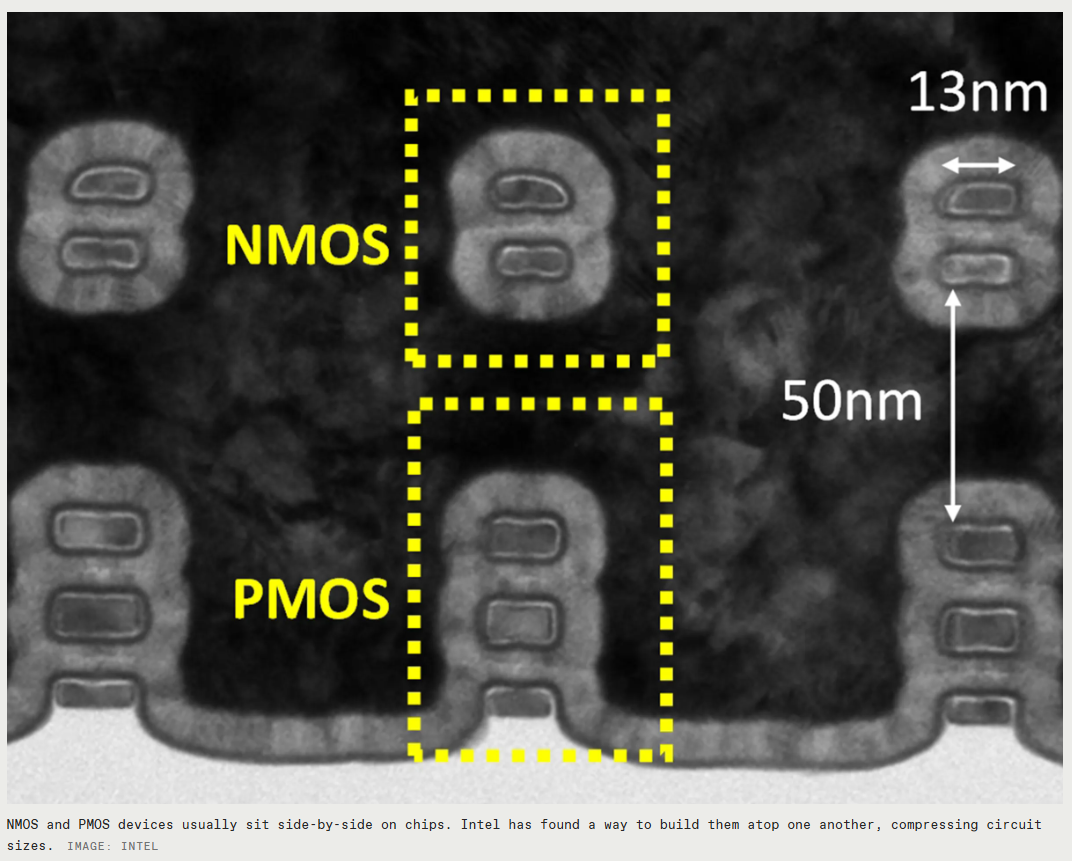 13nm
NMOS
50nm
PMOS
NMOS and PMOS devices usually sit side-by-side on chips. Intel has found a way to build them atop one another, compressing circuit
sizes. IMAGE: INTEL